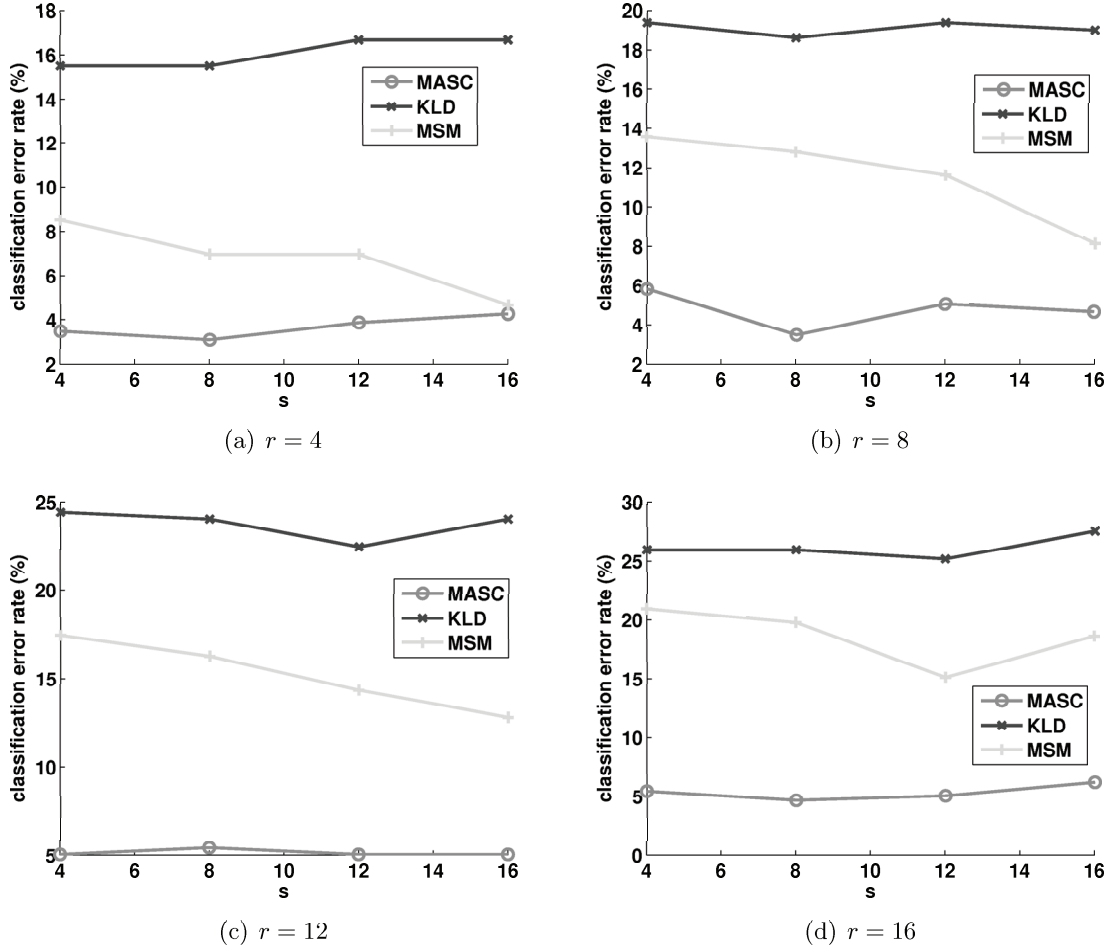 18
16
14
12
10
8
6
4
2
classification error rate (%)
MASC
KLD
MSM
4 6 8 10 12 14 16
s
(a) r = 4
20
18
16
14
12
10
8
6
4
2
classification error rate (%)
MASC
KLD
MSM
4 6 8 10 12 14 16
s
(b) r = 8
25
20
15
10
5
classification error rate (%)
MASC
KLD
MSM
4 6 8 10 12 14 16
s
(c) r = 12
30
25
20
15
10
5
0
classification error rate (%)
MASC
KLD
MSM
4 6 8 10 12 14 16
s
(d) r = 16